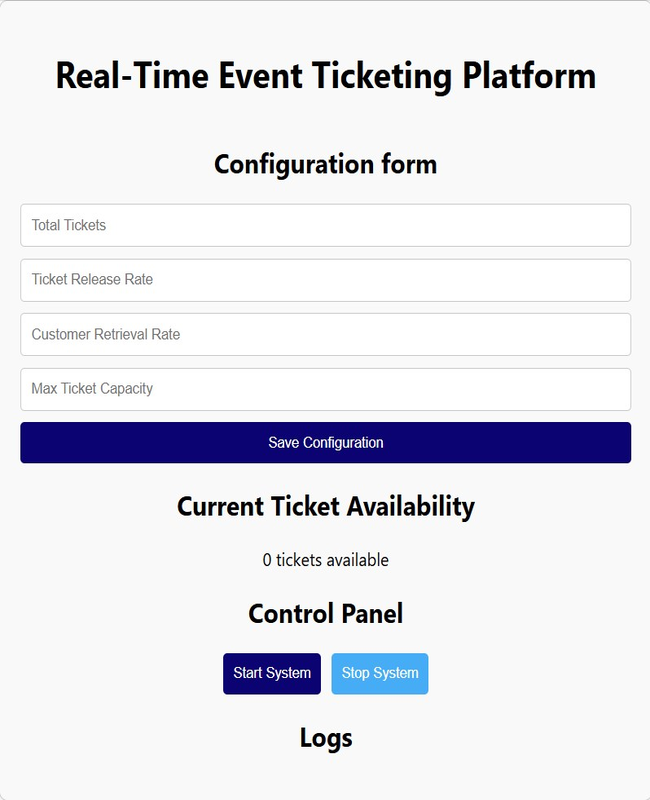 Real-Time Event Ticketing Platform
Configuration form
Total Tickets
Ticket Release Rate
Customer Retrieval Rate
Max Ticket Capacity
Save Configuration
Current Ticket Availability
0 tickets available
Control Panel
Start System
Stop System
Logs